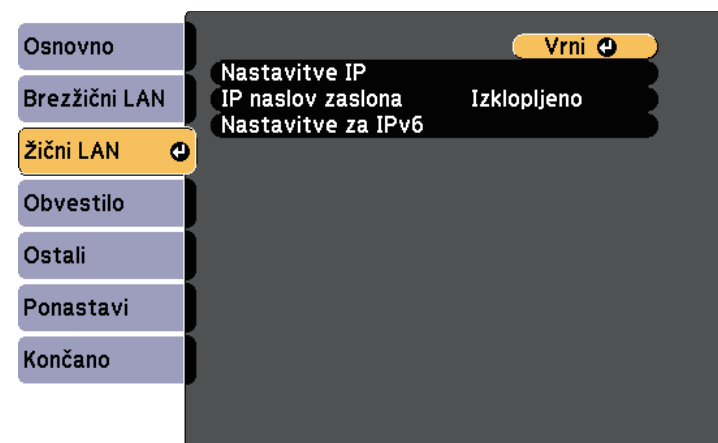 Osnovno
Brezžični LAN
Žični LAN
Obvestilo
Ostali
Ponastavi
Končano
Vrni
Nastavitve IP
IP naslov zaslona Izklopljeno
Nastavitve za IPv6